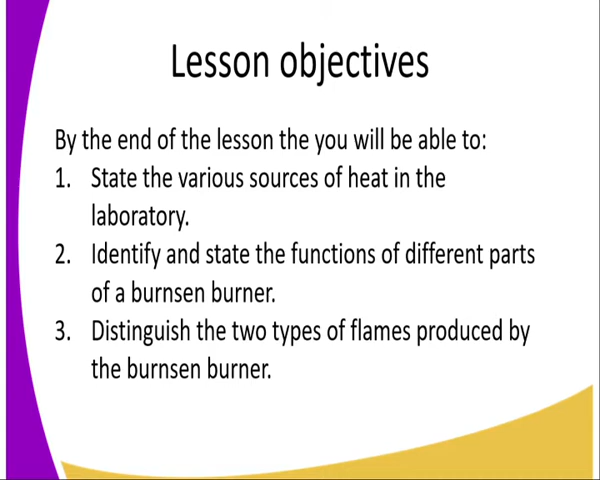 Lesson objectives
By the end of the lesson the you will be able to:
1. State the various sources of heat in the
laboratory.
2. Identify and state the functions of different parts
of a burnsen burner.
3. Distinguish the two types of flames produced by
the burnsen burner.